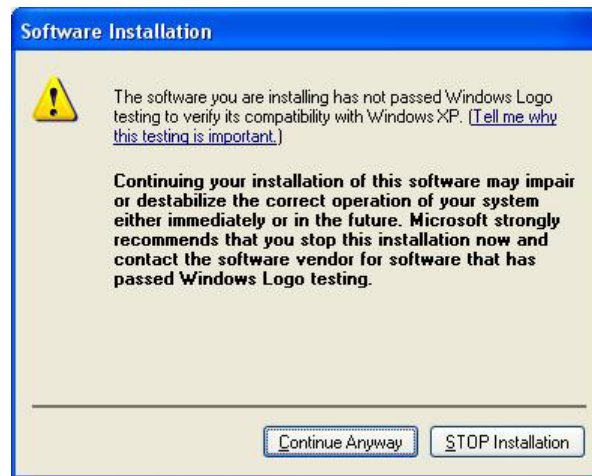 Software Installation
The software you are installing has not passed Windows Logo
testing to verify its compatibility with Windows XP. (Tell me why
this testing is important.)
Continuing your installation of this software may impair
or destabilize the correct operation of your system
either immediately or in the future. Microsoft strongly
recommends that you stop this installation now and
contact the software vendor for software that has
passed Windows Logo testing.
Continue Anyway
STOP Installation